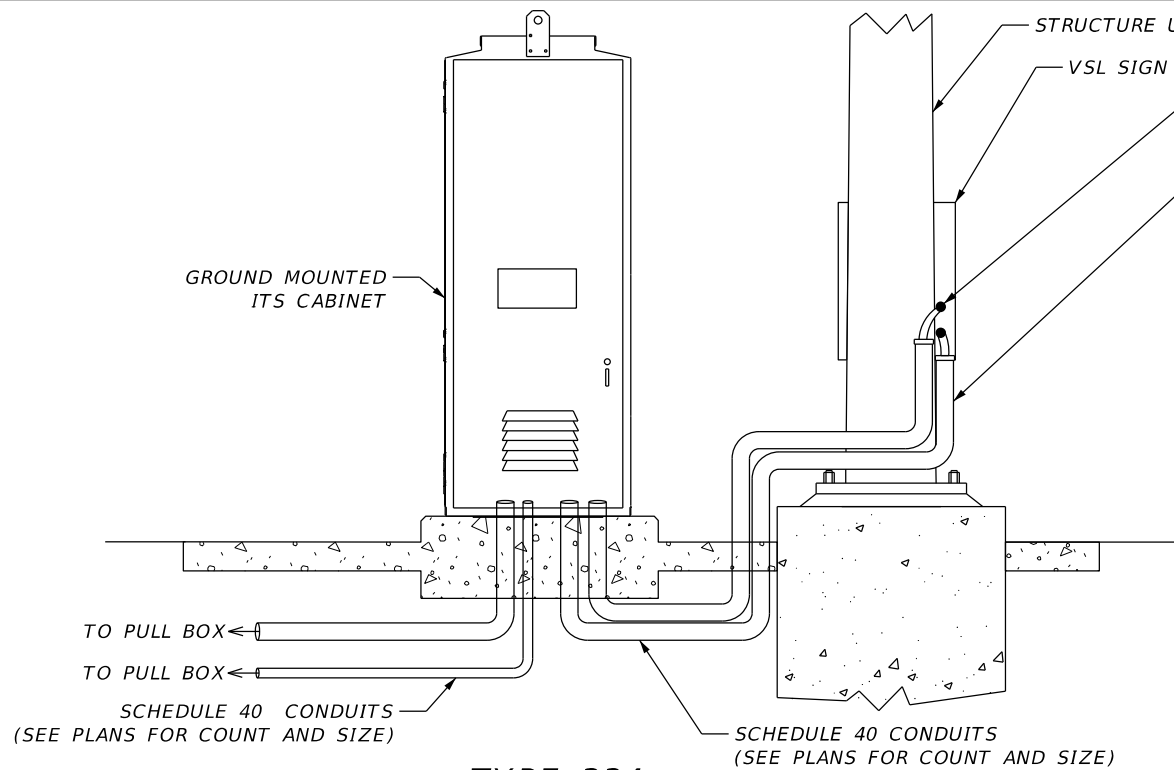 STRUCTURE
VSL SIGN
GROUND MOUNTED
ITS CABINET
TO PULL BOX
TO PULL BOX
SCHEDULE 40 CONDUITS
(SEE PLANS FOR COUNT AND SIZE)
SCHEDULE 40 CONDUITS
(SEE PLANS FOR COUNT AND SIZE)
TYPE